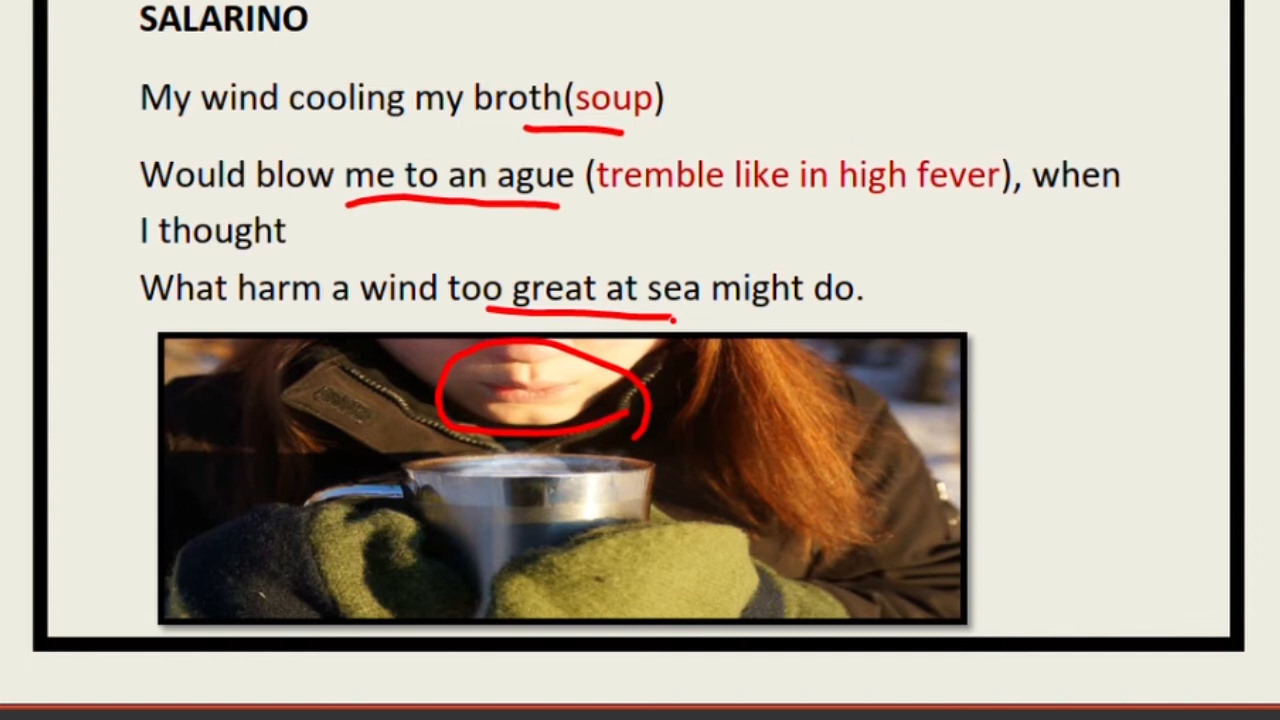 SALARINO
My wind cooling my broth(soup)
Would blow me to an ague (tremble like in high fever), when
I thought
What harm a wind too great at sea might do.